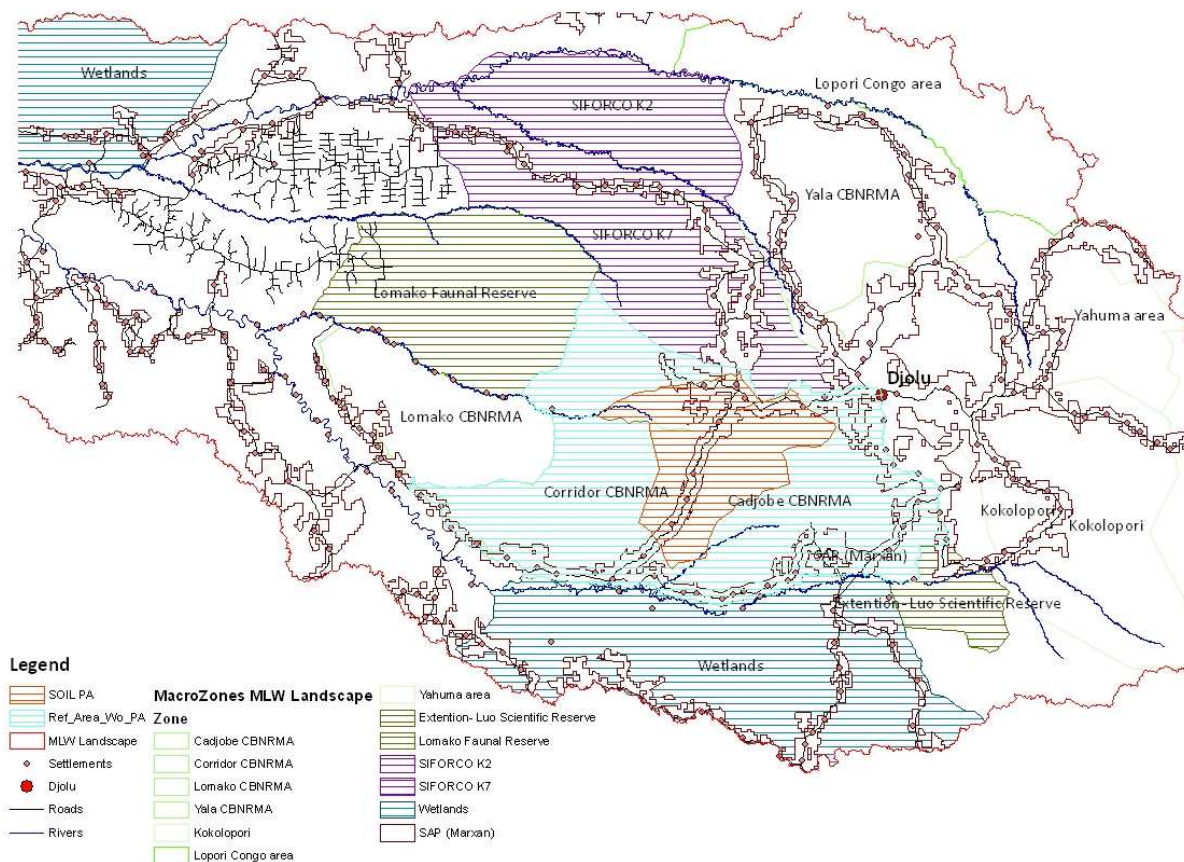 Wetlands
Lopori Congo area
SIFORCO K2
Yala CBNRMA
SIFORCO K7
Lomako Faunal Reserve
Yahuma area
Djolu
Lomako CBNRMA
Corridor CBNRMA
Cadjobe CBNRMA
Kokolopori
Kokolopori
SAP (Marxan)
Extention- Luo Scientific Reserve
Wetlands
Legend
SOIL PA
Ref_Area_Wo_PA
MLW Landscape
Settlements
Djolu
Roads
Rivers
MacroZones MLW Landscape
Zone
Cadjobe CBNRMA
Corridor CBNRMA
Lomako CBNRMA
Yala CBNRMA
Kokolopori
Lopori Congo area
Yahuma area
Extention- Luo Scientific Reserve
Lomako Faunal Reserve
SIFORCO K2
SIFORCO K7
Wetlands
SAP (Marxan)